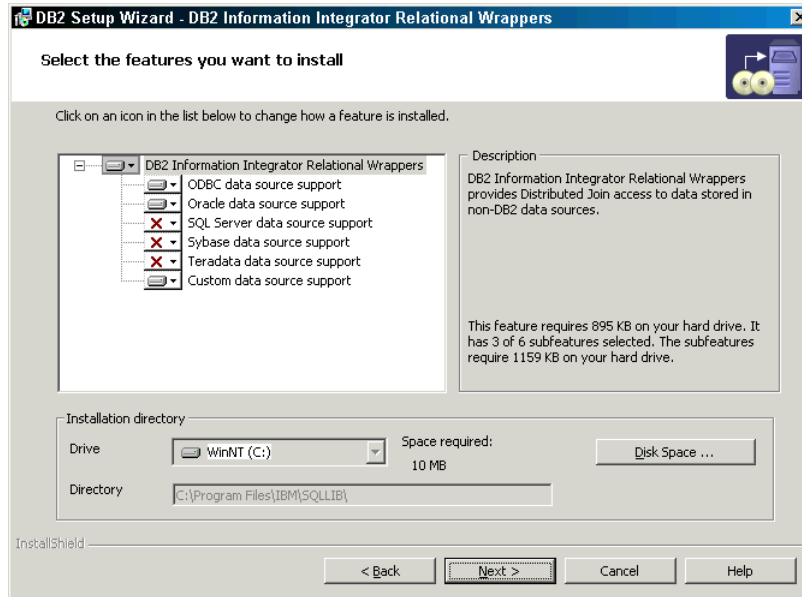 DB2 Setup Wizard - DB2 Information Integrator Relational Wrappers
Select the features you want to install
Click on an icon in the list below to change how a feature is installed.
DB2 Information Integrator Relational Wrappers
ODBC data source support
Oracle data source support
SQL Server data source support
Sybase data source support
Teradata data source support
Custom data source support
Description
DB2 Information Integrator Relational Wrappers
provides Distributed Join access to data stored in
non-DB2 data sources.
This feature requires 895 KB on your hard drive. It
has 3 of 6 subfeatures selected. The subfeatures
require 1159 KB on your hard drive.
Installation directory
Drive
WinNT (C:)
Space required:
10 MB
Disk Space ...
Directory
C:\Program Files\IBM\SQLLIB\
InstallShield
< Back
Next >
Cancel
Help